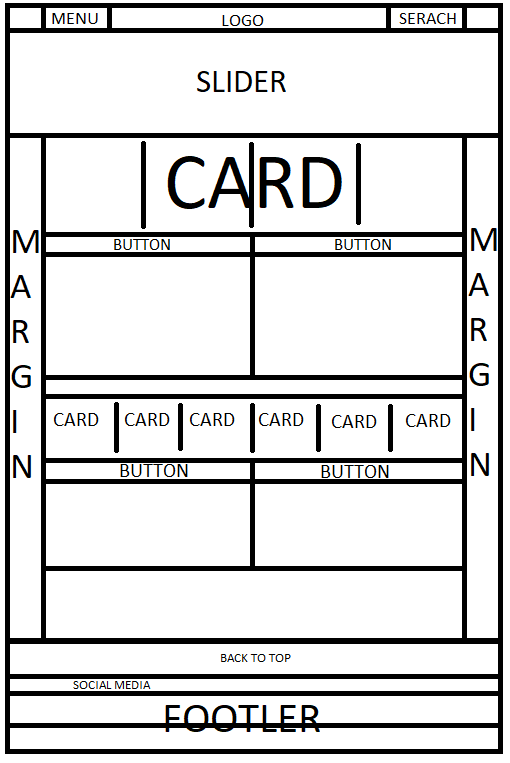 MENU LOGO SERACH
SLIDER
CARD
BUTTON BUTTON
MARGIN
MARGIN
CARD CARD CARD CARD CARD CARD
BUTTON BUTTON
BACK TO TOP
SOCIAL MEDIA
FOOTLER